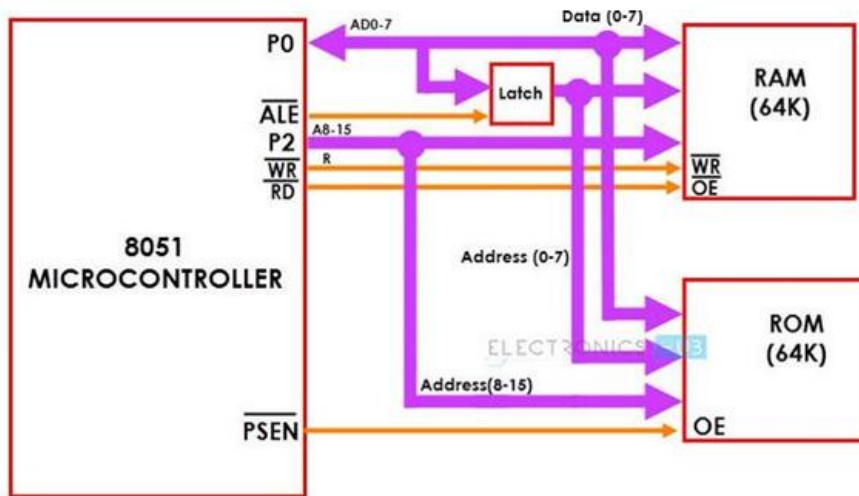 Data (0-7)
AD0-7
P0
RAM
(64K)
Latch
ALE
A8-15
P2
R
WR
RD
WR
OE
8051
MICROCONTROLLER
Address (0-7)
ROM
(64K)
ELECTRONICS
Address(8-15)
PSEN
OE